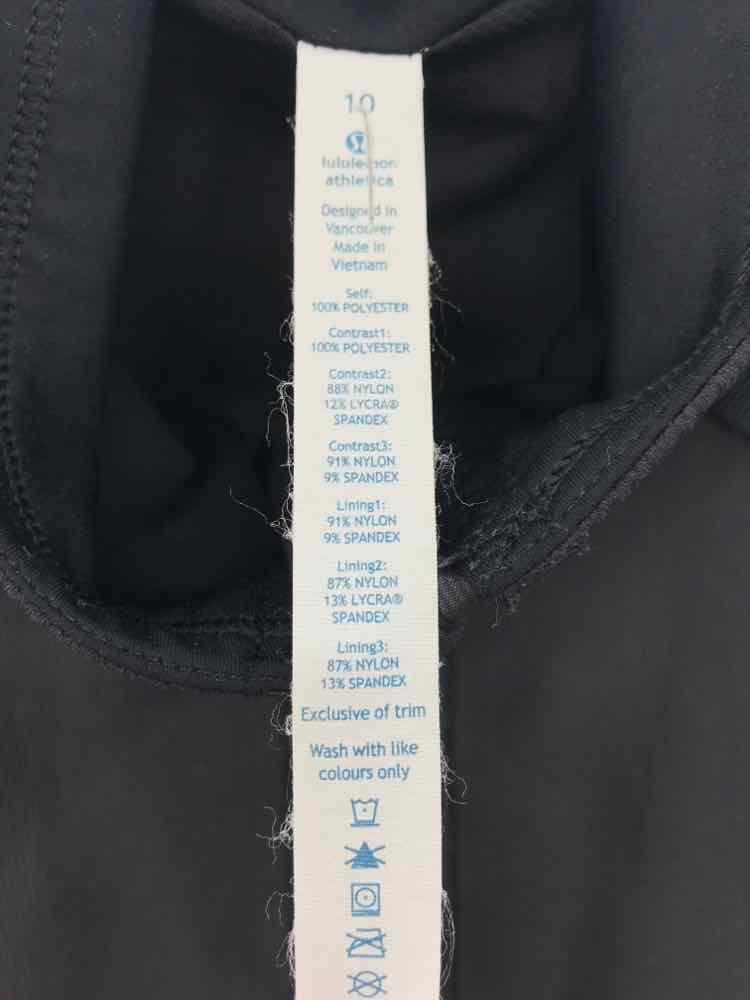 10
lululemon
athletica
Designed in
Vancouver
Made in
Vietnam
Self:
100% POLYESTER
Contrast1:
100% POLYESTER
Contrast2:
88% NYLON
12% LYCRA®
SPANDEX
Contrast3:
91% NYLON
9% SPANDEX
Lining1:
91% NYLON
9% SPANDEX
Lining2:
87% NYLON
13% LYCRA®
SPANDEX
Lining3:
87% NYLON
13% SPANDEX
Exclusive of trim
Wash with like
colours only